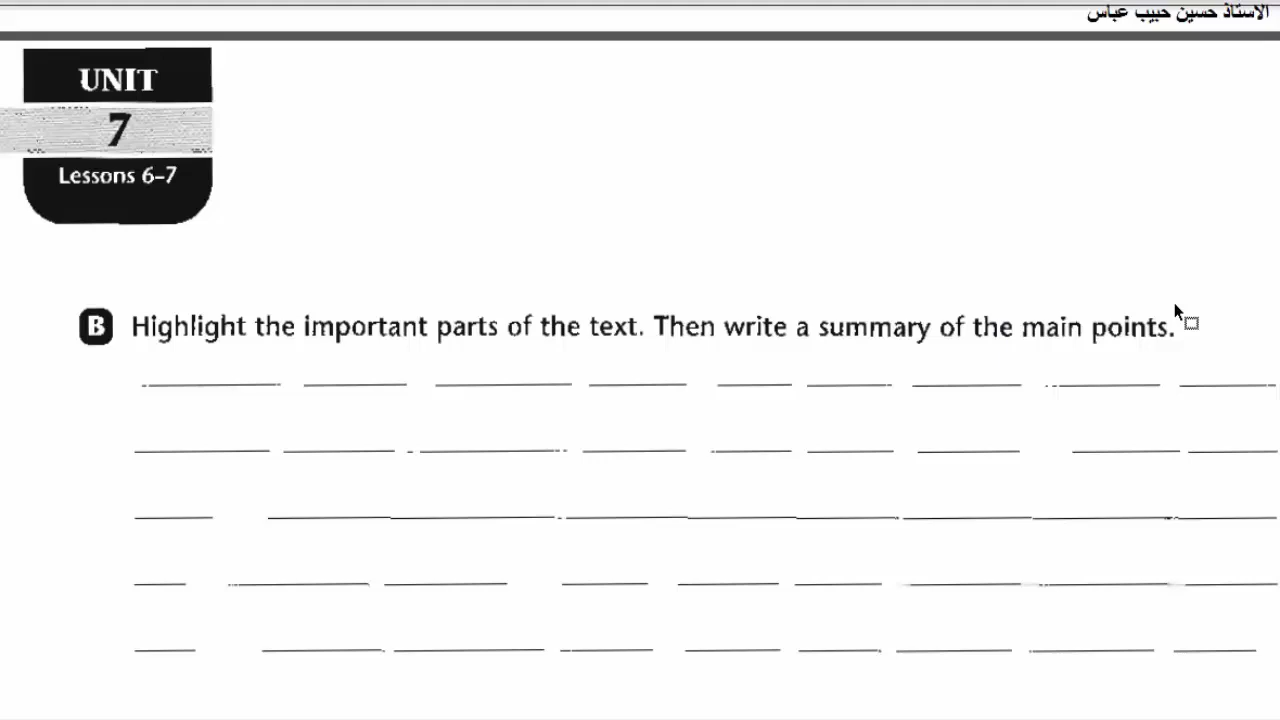 الاستاذ حسين حبيب عباس
UNIT
7
Lessons 6–7
B Highlight the important parts of the text. Then write a summary of the main points.